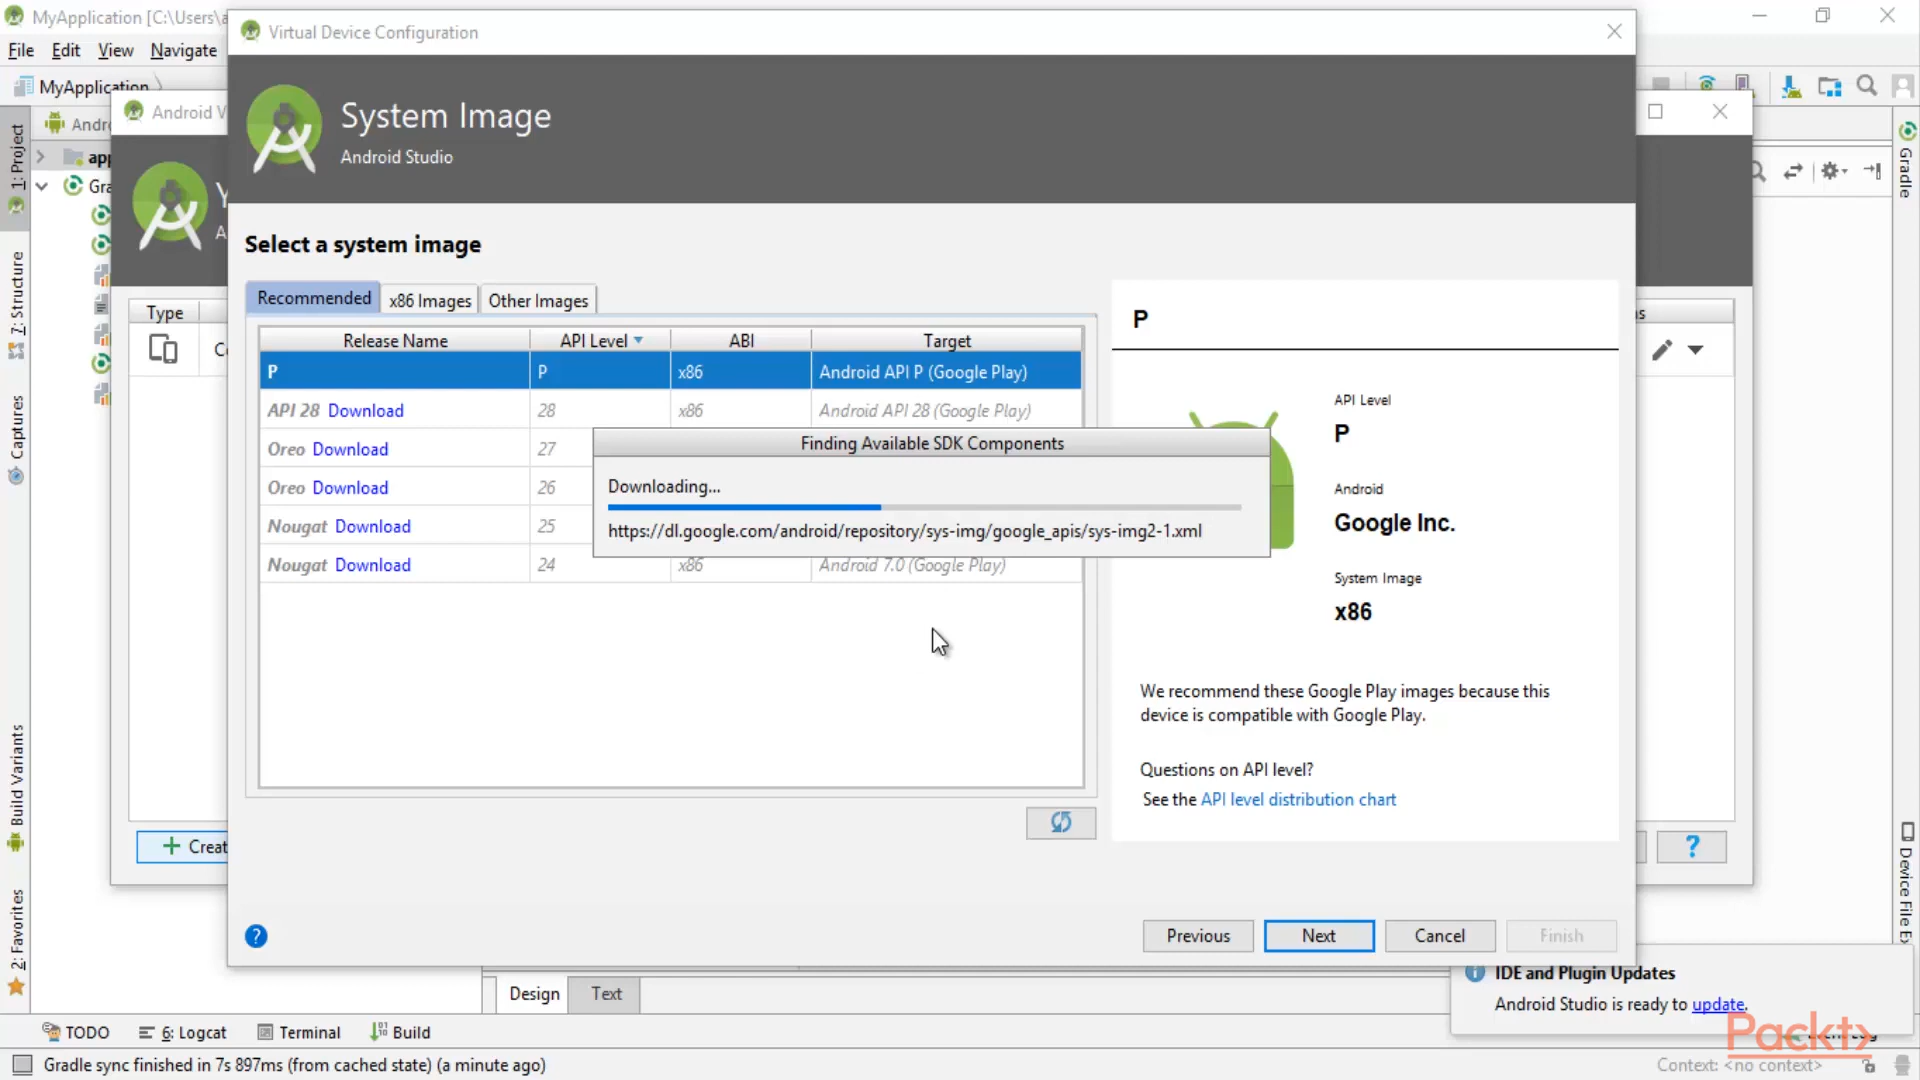 MyApplication [C:\Users\a
Virtual Device Configuration
File Edit View Navigate
MyApplication
System Image
Android Studio
Android V
Andro
1: Project
app
Gra
Y
A
Gradle
Select a system image
Recommended x86 Images Other Images
Type
Release Name API Level ABI Target
P P x86 Android API P (Google Play)
API 28 Download 28 x86 Android API 28 (Google Play)
Oreo Download 27
Oreo Download 26
Nougat Download 25
Nougat Download 24 x86 Android 7.0 (Google Play)
Finding Available SDK Components
Downloading...
https://dl.google.com/android/repository/sys-img/google_apis/sys-img2-1.xml
P
API Level
P
Android
Google Inc.
System Image
x86
We recommend these Google Play images because this
device is compatible with Google Play.
Questions on API level?
See the API level distribution chart
7: Structure
Captures
Build Variants
2: Favorites
Device File Ex
+ Creat
?
?
Previous Next Cancel Finish
Design Text
IDE and Plugin Updates
Android Studio is ready to update.
Packt>
TODO 6: Logcat Terminal Build
Gradle sync finished in 7s 897ms (from cached state) (a minute ago)
Context: <no context>